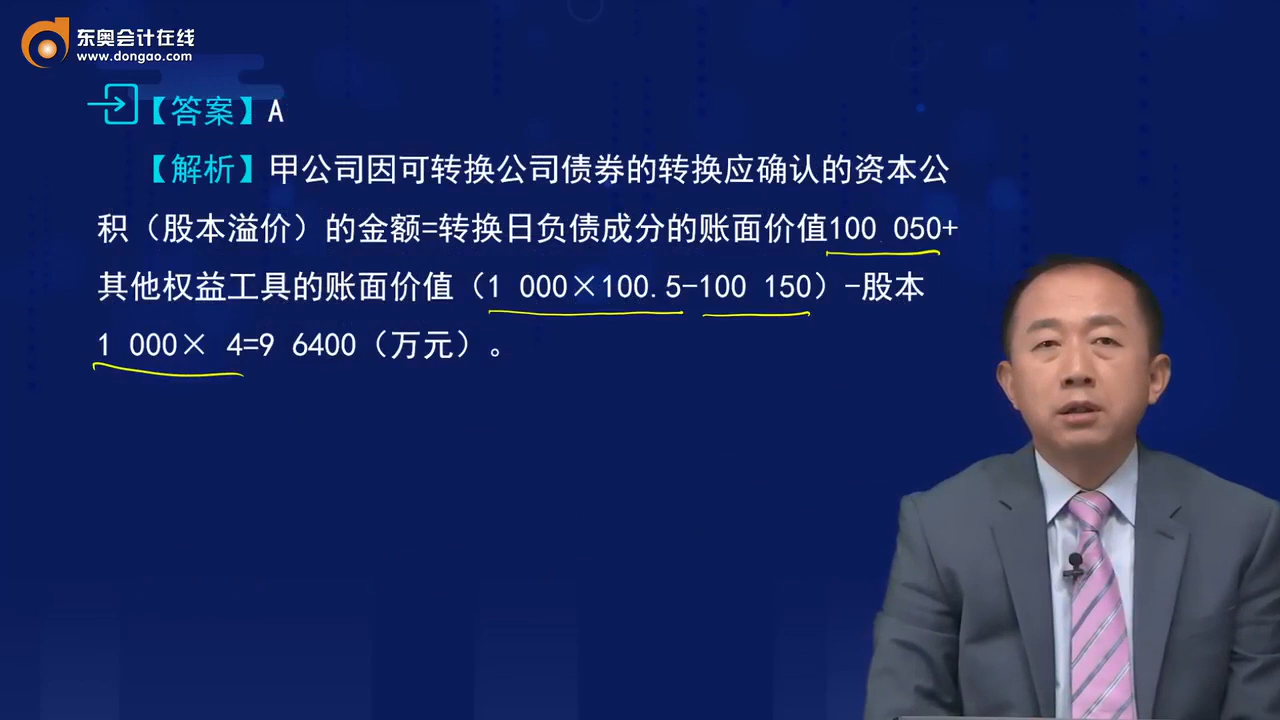 东奥会计在线
www.dongao.com
【答案】A
【解析】甲公司因可转换公司债券的转换应确认的资本公
积（股本溢价）的金额=转换日负债成分的账面价值100 050+
其他权益工具的账面价值（1 000×100.5-100 150）-股本
1 000× 4=9 6400（万元）。